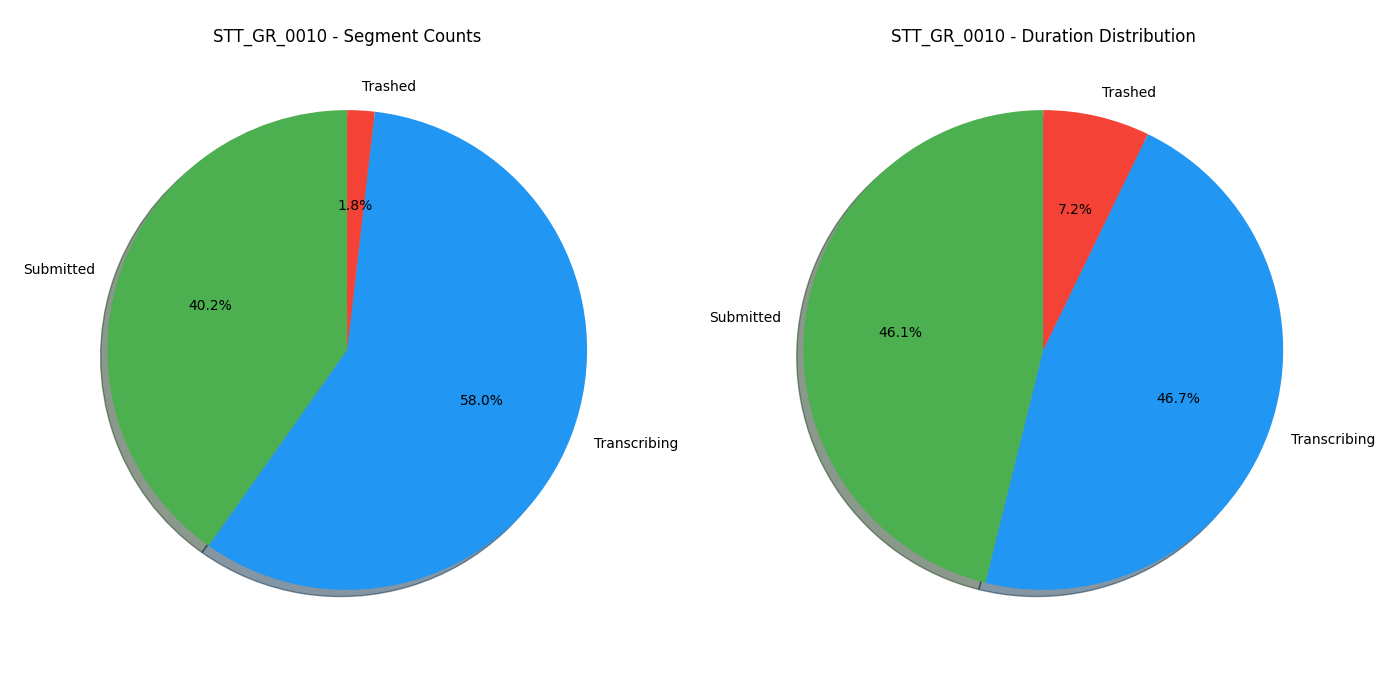 STT_GR_0010 - Segment Counts
Trashed
1.8%
Submitted
40.2%
58.0%
Transcribing
STT_GR_0010 - Duration Distribution
Trashed
7.2%
Submitted
46.1%
46.7%
Transcribing